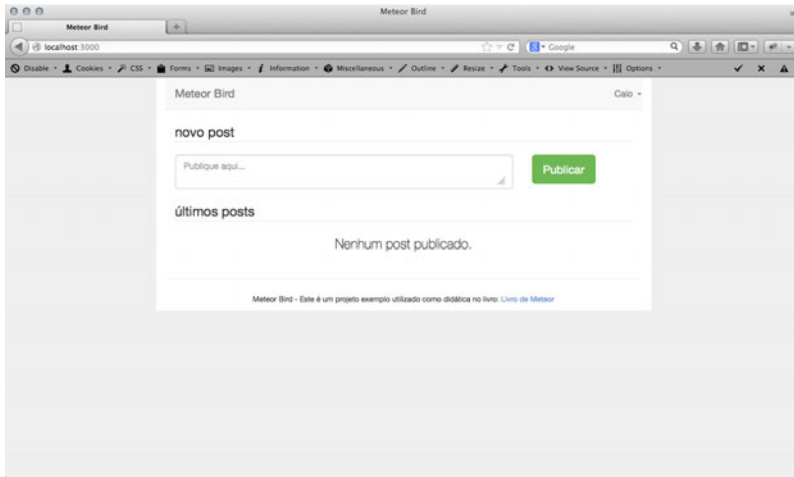 Meteor Bird
Meteor Bird
localhost:3000
Google
Disable Cookies CSS Forms Images Information Miscellaneous Outline Resize Tools View Source Options
Meteor Bird Caio
novo post
Publique aqui... Publicar
últimos posts
Nenhum post publicado.
Meteor Bird - Este é um projeto exemplo utilizado como didática no livro: Livro de Meteor